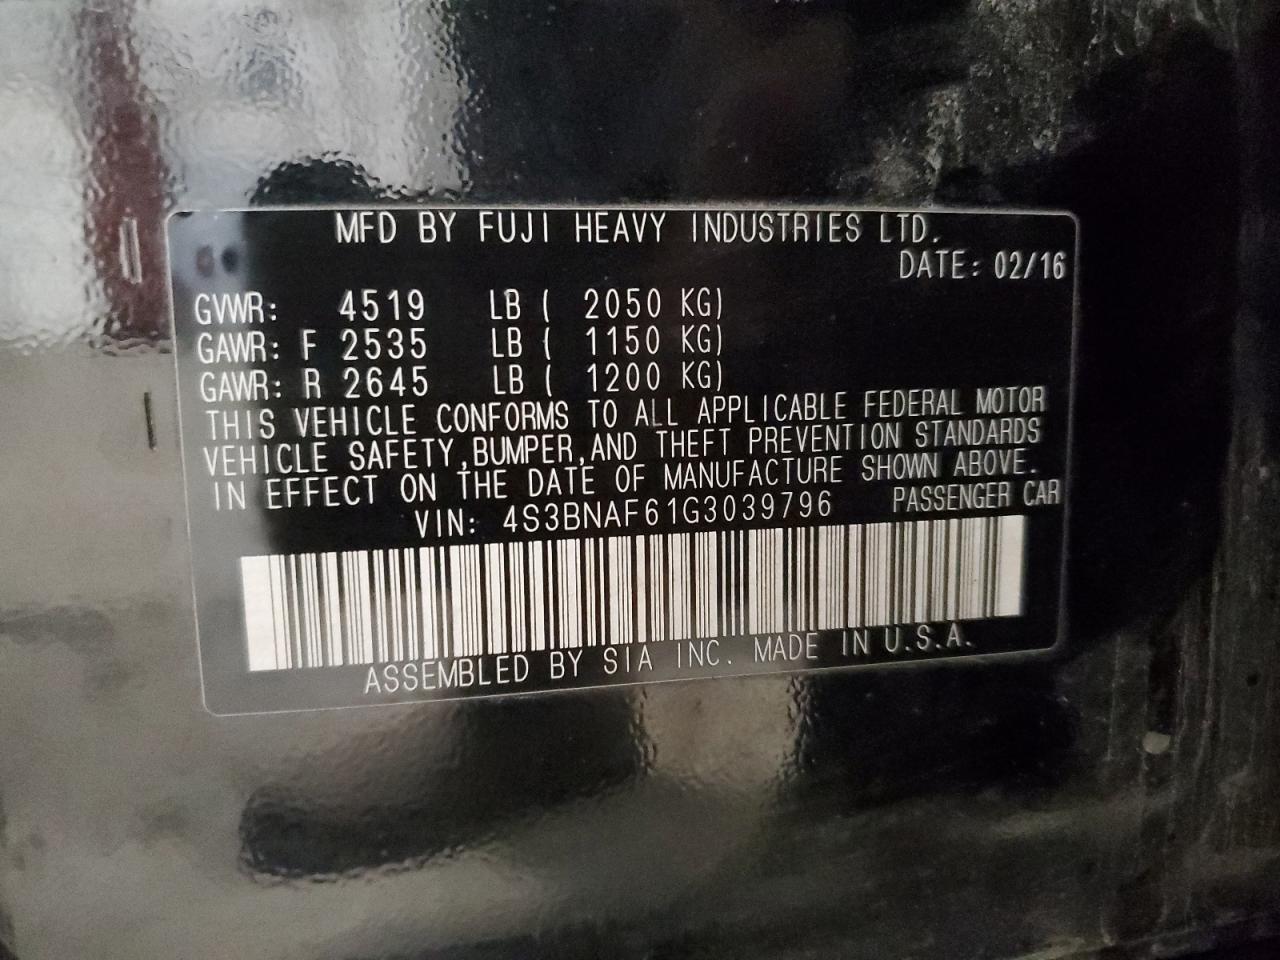 MFD BY FUJI HEAVY INDUSTRIES LTD.
DATE: 02/16
GVWR: 4519 LB ( 2050 KG)
GAWR: F 2535 LB ( 1150 KG)
GAWR: R 2645 LB ( 1200 KG)
THIS VEHICLE CONFORMS TO ALL APPLICABLE FEDERAL MOTOR
VEHICLE SAFETY,BUMPER,AND THEFT PREVENTION STANDARDS
IN EFFECT ON THE DATE OF MANUFACTURE SHOWN ABOVE.
VIN: 4S3BNAF61G3039796 PASSENGER CAR
ASSEMBLED BY SIA INC. MADE IN U.S.A.